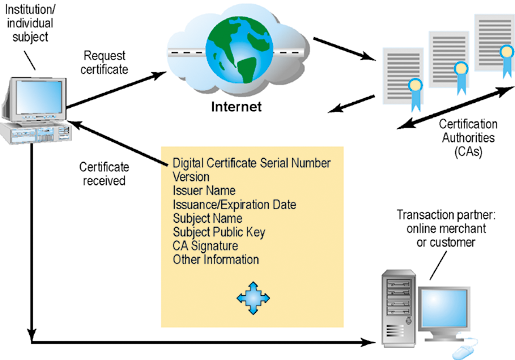 Institution/
individual
subject
Request
certificate
Internet
Certification
Authorities
(CAs)
Certificate
received
Digital Certificate Serial Number
Version
Issuer Name
Issuance/Expiration Date
Subject Name
Subject Public Key
CA Signature
Other Information
Transaction partner:
online merchant
or customer